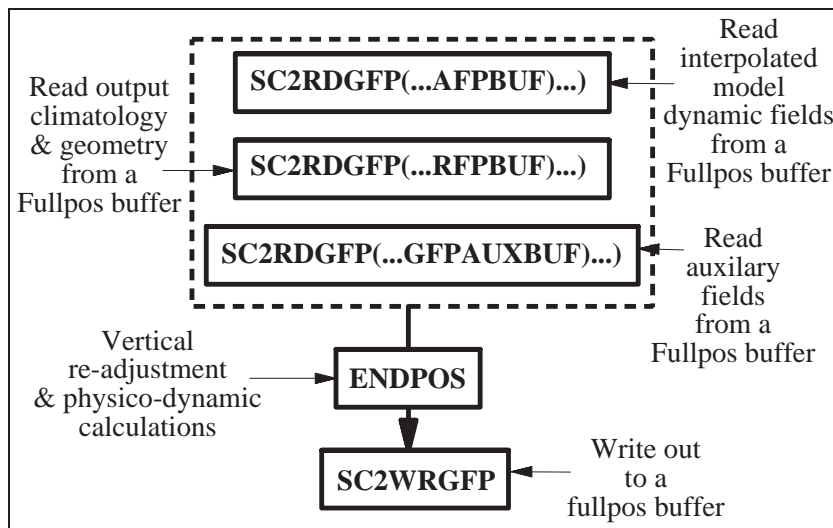 SC2RDGFP(...AFPBUF)...)
Read
interpolated
model
dynamic fields
from a
Fullpos buffer
Read output
climatology
& geometry
from a
Fullpos buffer
SC2RDGFP(...RFPBUF)...)
SC2RDGFP(...GFPAUXBUF)...)
Read
auxilary
fields
from a
Fullpos buffer
Vertical
re-adjustment
& physico-dynamic
calculations
ENDPOS
SC2WRGFP
Write out
to a
fullpos buffer